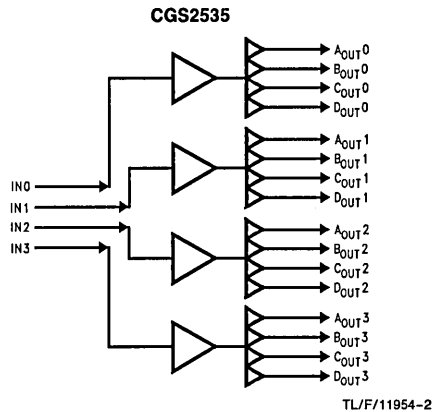 CGS2535
AOUT0
BOUT0
COUT0
DOUT0
AOUT1
BOUT1
COUT1
DOUT1
IN0
IN1
IN2
IN3
AOUT2
BOUT2
COUT2
DOUT2
AOUT3
BOUT3
COUT3
DOUT3
TL/F/11954-2